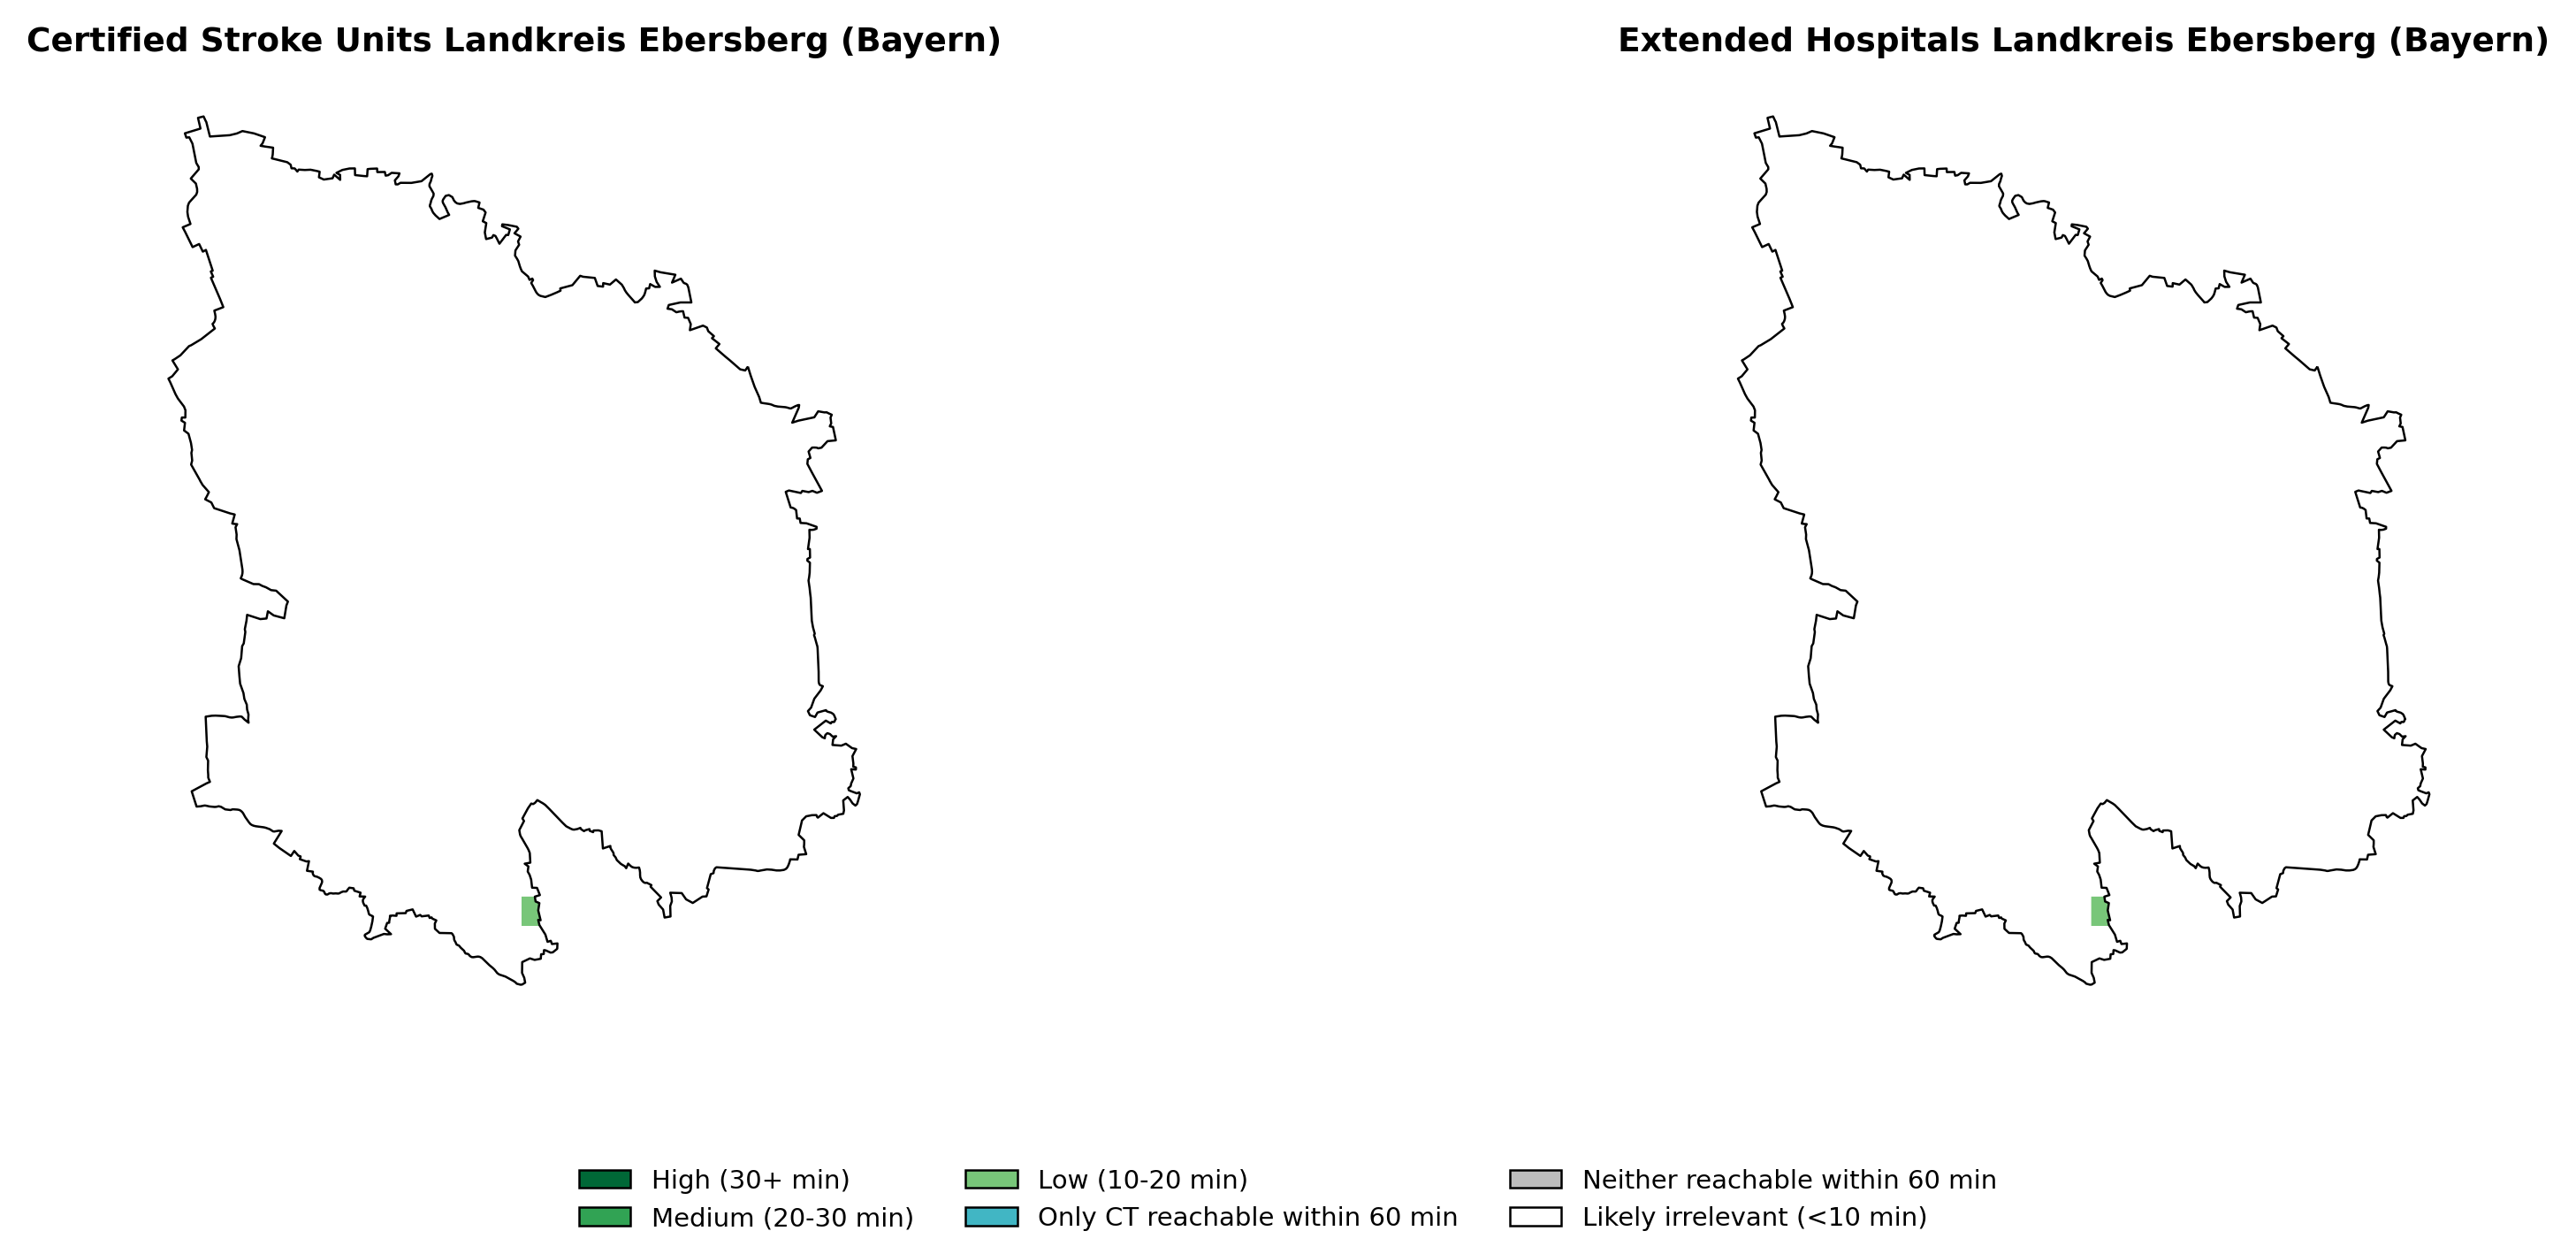 Certified Stroke Units Landkreis Ebersberg (Bayern)
Extended Hospitals Landkreis Ebersberg (Bayern)
High (30+ min)
Medium (20-30 min)
Low (10-20 min)
Only CT reachable within 60 min
Neither reachable within 60 min
Likely irrelevant (<10 min)